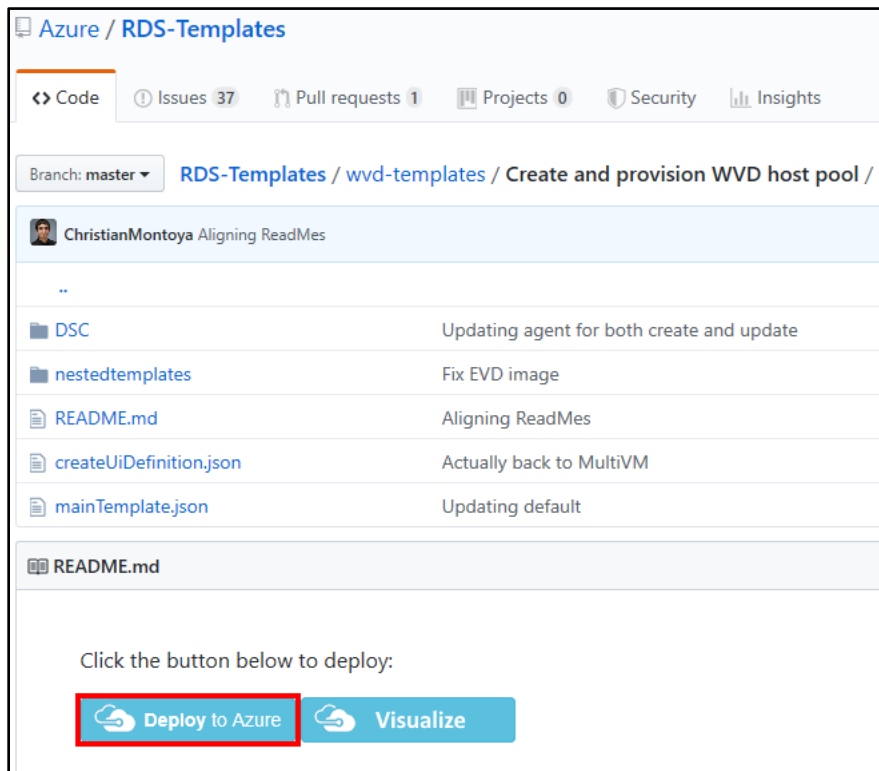 Azure / RDS-Templates
<> Code Issues 37 Pull requests 1 Projects 0 Security Insights
Branch: master RDS-Templates / wvd-templates / Create and provision WVD host pool /
ChristianMontoya Aligning ReadMes
..
DSC Updating agent for both create and update
nestedtemplates Fix EVD image
README.md Aligning ReadMes
createUiDefinition.json Actually back to MultiVM
mainTemplate.json Updating default
README.md
Click the button below to deploy:
Deploy to Azure Visualize